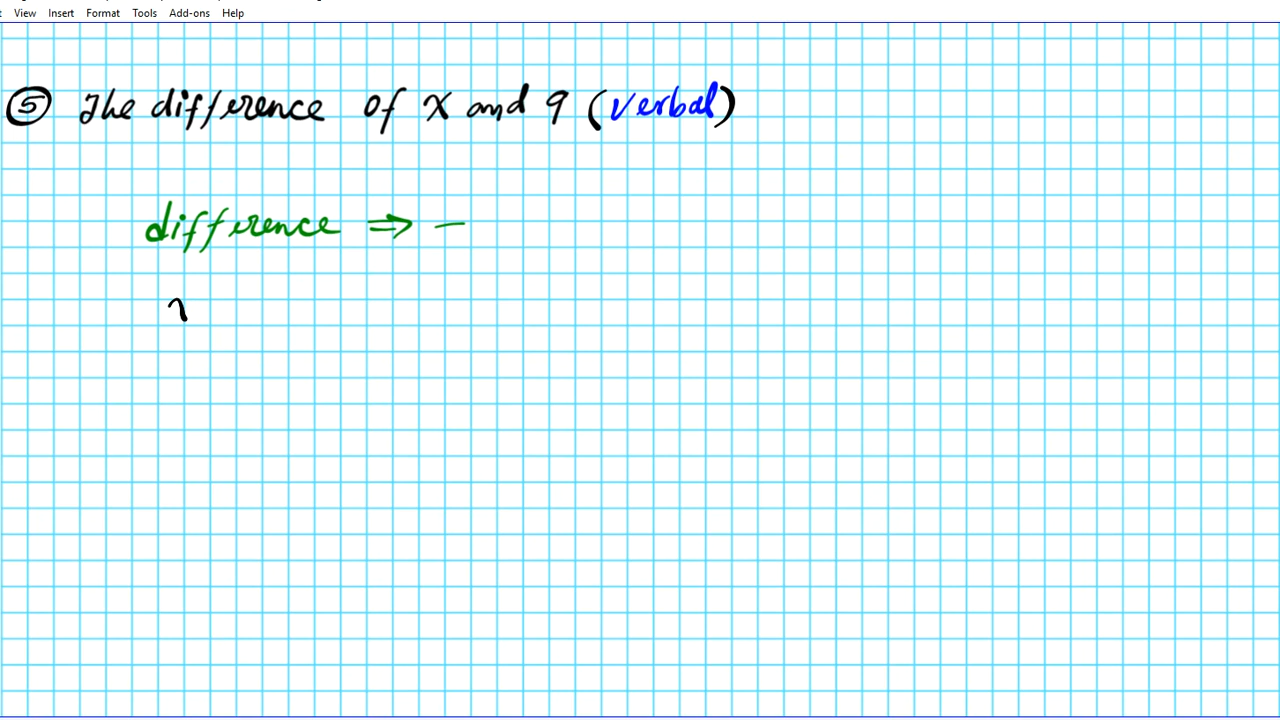 View Insert Format Tools Add-ons Help
⑤ The difference of x and 9 (verbal)
difference ⇒ −